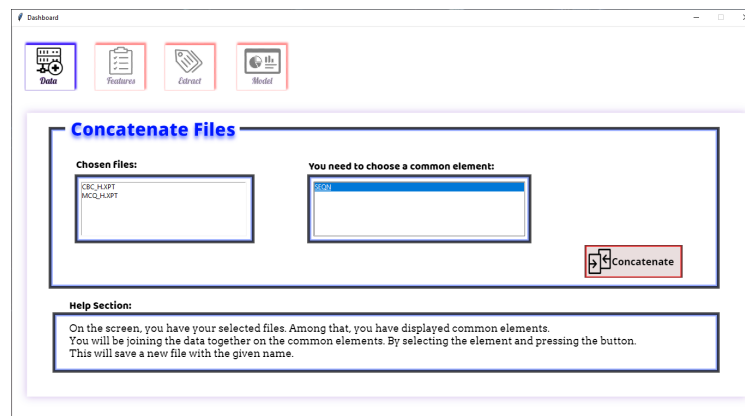 Dashboard
Data
Features
Extract
Model
Concatenate Files
Chosen files:
You need to choose a common element:
CBC_H.XPT
MCQ_H.XPT
SEQN
Concatenate
Help Section:
On the screen, you have your selected files. Among that, you have displayed common elements.
You will be joining the data together on the common elements. By selecting the element and pressing the button.
This will save a new file with the given name.